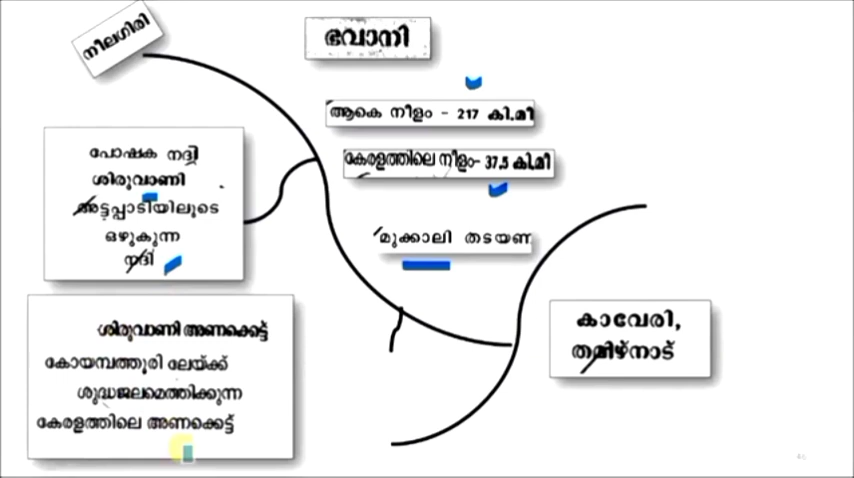 നീലഗിരി
ഭവാനി
ആകെ നീളം - 217 കി.മീ
കേരളത്തിലെ നീളം- 37.5 കി.മീ
പോഷക നദ്ദി
ശിരുവാണി
അട്ടപ്പാടിയിലൂടെ
ഒഴുകുന്ന
നദി
മുക്കാലി തടയണ
ശിരുവാണി അണക്കെട്ട്
കോയമ്പത്തൂരി ലേയ്ക്ക്
ശുദ്ധജലമെത്തിക്കുന്ന
കേരളത്തിലെ അണക്കെട്ട്
കാവേരി,
തമിഴ്നാട്